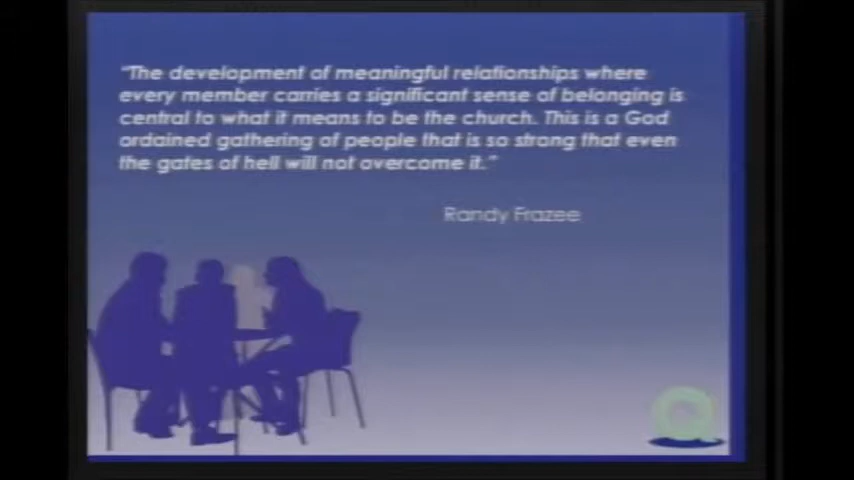 "The development of meaningful relationships where
every member carries a significant sense of belonging is
central to what it means to be the church. This is a God
ordained gathering of people that is so strong that even
the gates of hell will not overcome it."
Randy Frazee